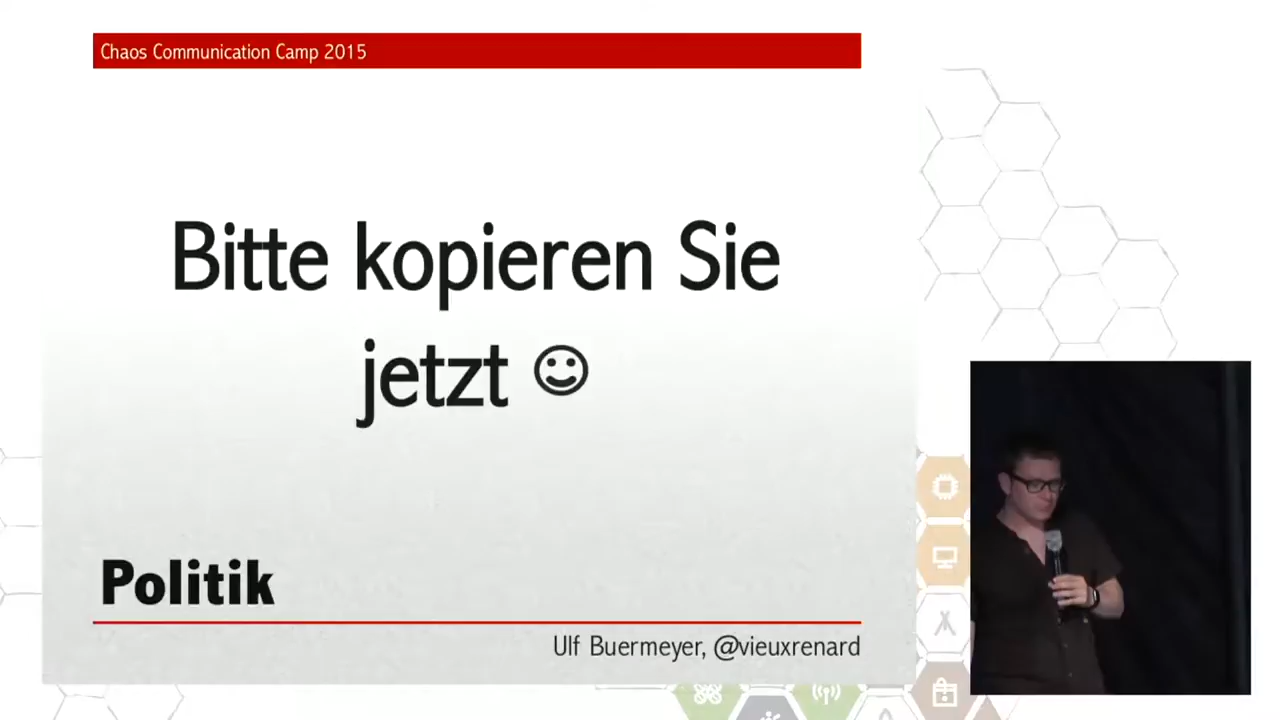 Chaos Communication Camp 2015
Bitte kopieren Sie
jetzt ☺
Politik
Ulf Buermeyer, @vieuxrenard